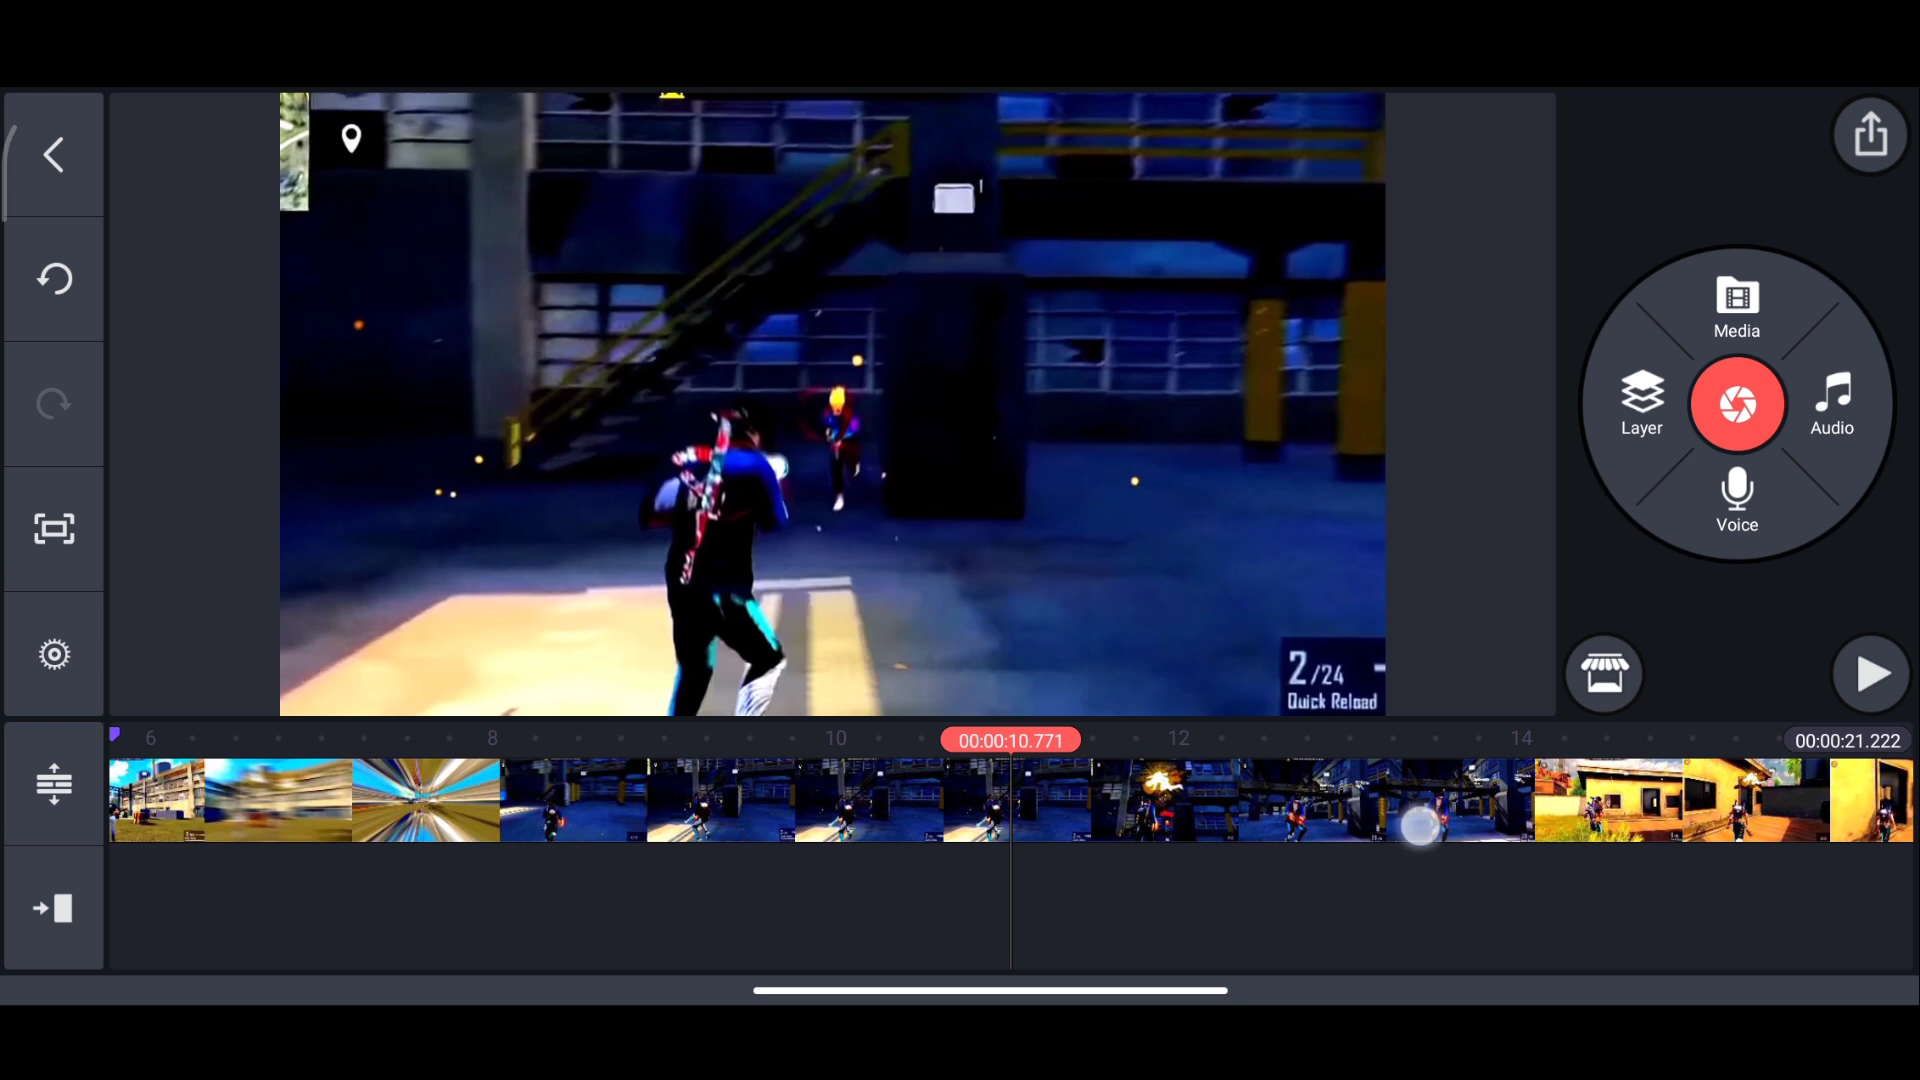 Media
Layer
Audio
Voice
2/24
Quick Reload
6
8
10
00:00:10.771
12
14
00:00:21.222